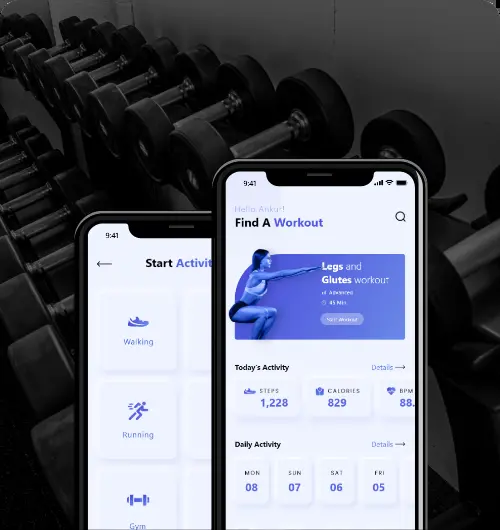 9:41
Start Activit
Walking
Running
Gym
9:41
Hello Ankur!
Find A Workout
Legs and
Glutes workout
Advanced
45 Min
Start Workout
Today's Activity
Details
STEPS
1,228
CALORIES
829
BPM
88.
Daily Activity
Details
MON
08
SUN
07
SAT
06
FRI
05